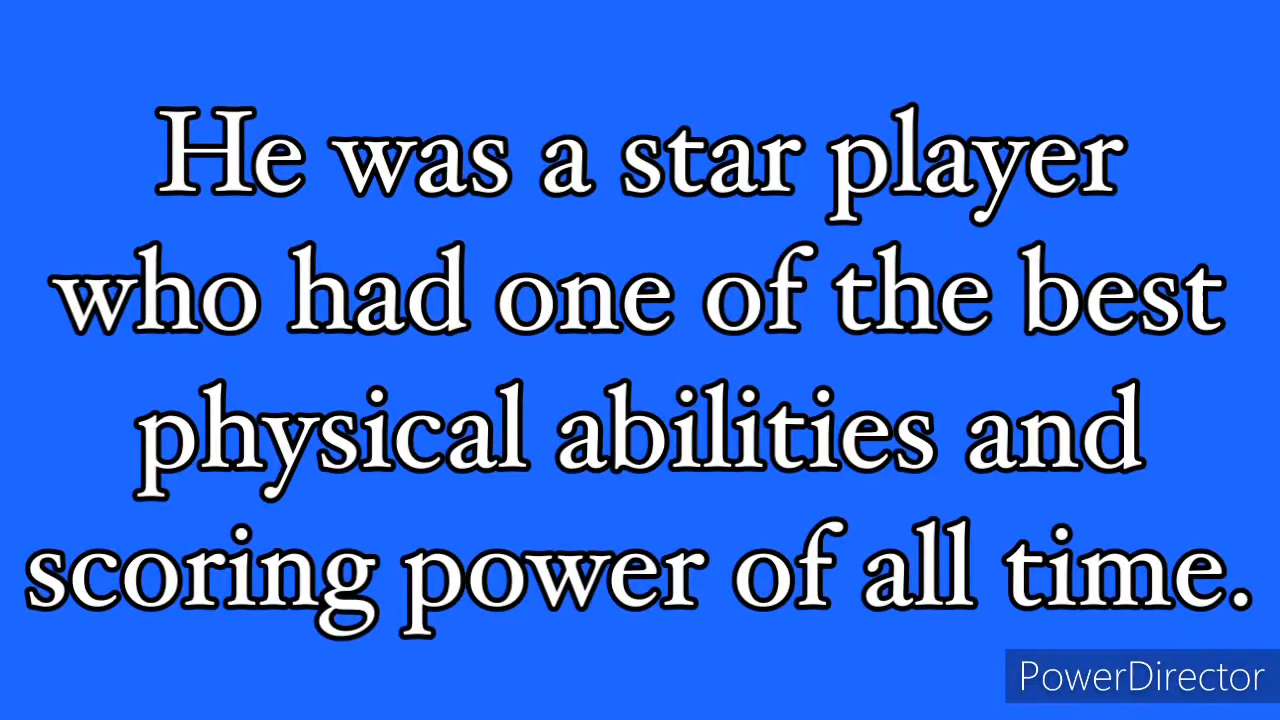 He was a star player
who had one of the best
physical abilities and
scoring power of all time.
PowerDirector